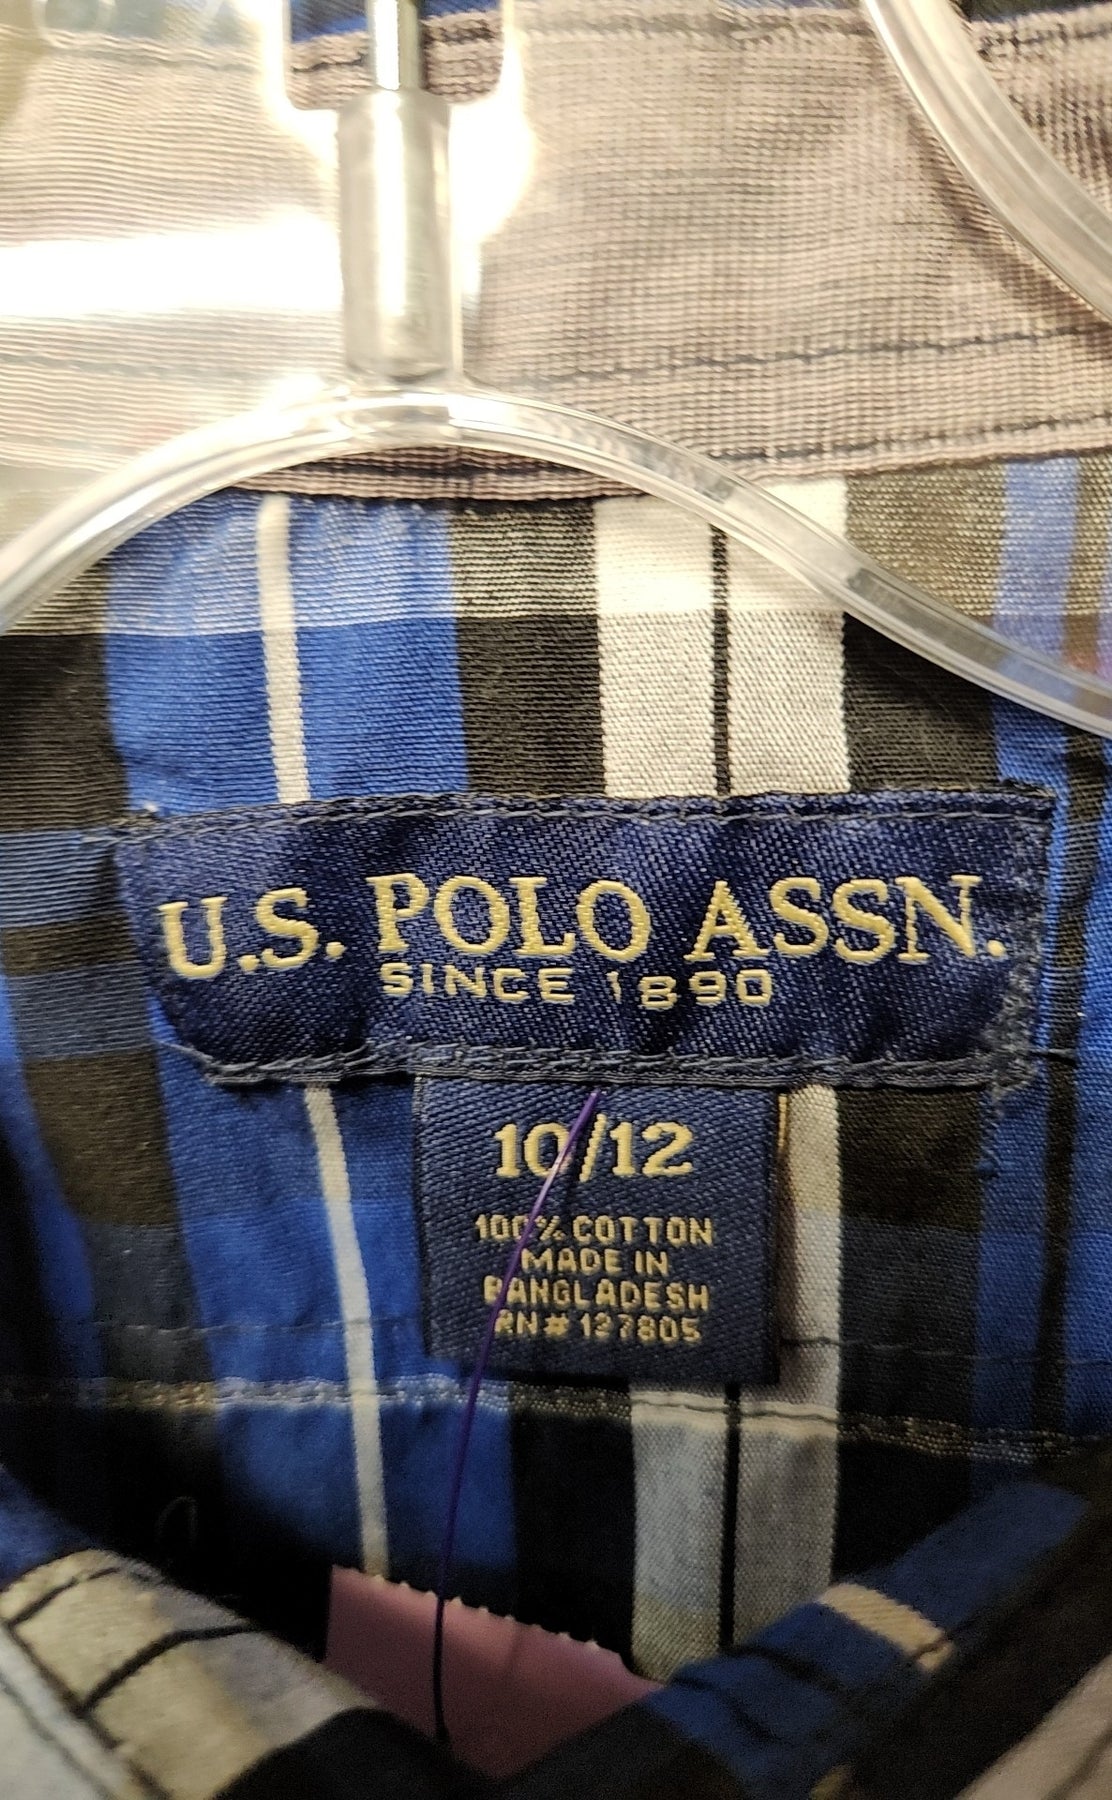 U.S. POLO ASSN.
SINCE 1890
10/12
100% COTTON
MADE IN
BANGLADESH
RN# 127805